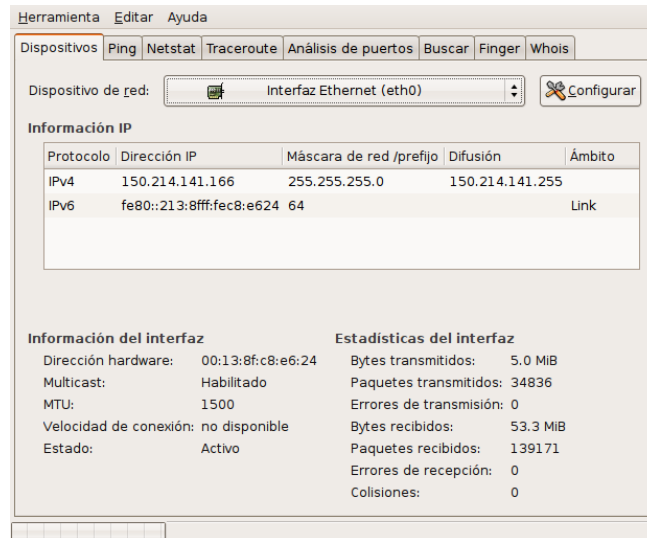 Herramienta Editar Ayuda
Dispositivos Ping Netstat Traceroute Análisis de puertos Buscar Finger Whois
Dispositivo de red: Interfaz Ethernet (eth0) Configurar
Información IP
Protocolo Dirección IP Máscara de red /prefijo Difusión Ámbito
IPv4 150.214.141.166 255.255.255.0 150.214.141.255
IPv6 fe80::213:8fff:fec8:e624 64 Link
Información del interfaz
Dirección hardware: 00:13:8f:c8:e6:24
Multicast: Habilitado
MTU: 1500
Velocidad de conexión: no disponible
Estado: Activo
Estadísticas del interfaz
Bytes transmitidos: 5.0 MiB
Paquetes transmitidos: 34836
Errores de transmisión: 0
Bytes recibidos: 53.3 MiB
Paquetes recibidos: 139171
Errores de recepción: 0
Colisiones: 0